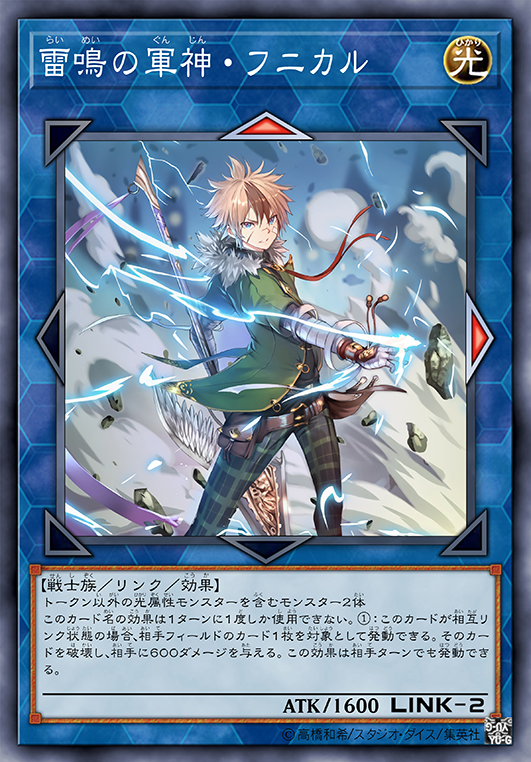 雷鳴の軍神・フニカル
光
【戦士族／リンク／効果】
トークン以外の光属性モンスターを含むモンスター2体
このカード名の効果は1ターンに1度しか使用できない。①：このカードが相互リ
ンク状態の場合、相手フィールドのカード1枚を対象として発動できる。そのカー
ドを破壊し、相手に600ダメージを与える。この効果は相手ターンでも発動でき
る。
ATK/1600 LINK-2
©高橋和希／スタジオ・ダイス／集英社